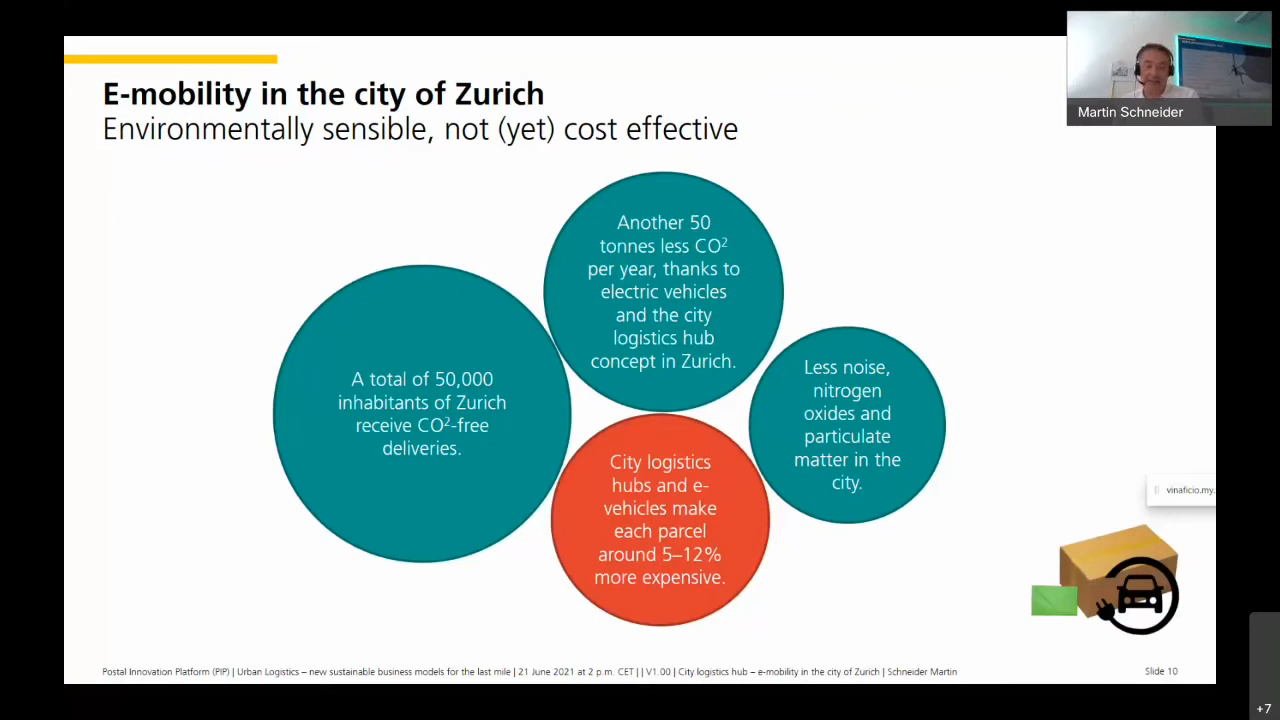 E-mobility in the city of Zurich
Environmentally sensible, not (yet) cost effective
Martin Schneider
Another 50
tonnes less CO²
per year, thanks to
electric vehicles
and the city
logistics hub
concept in Zurich.
A total of 50,000
inhabitants of Zurich
receive CO²-free
deliveries.
Less noise,
nitrogen
oxides and
particulate
matter in the
city.
City logistics
hubs and e-
vehicles make
each parcel
around 5–12%
more expensive.
vinaficio.my.
Postal Innovation Platform (PIP) | Urban Logistics – new sustainable business models for the last mile | 21 June 2021 at 2 p.m. CET | | V1.00 | City logistics hub – e-mobility in the city of Zurich | Schneider Martin
Slide 10
+7